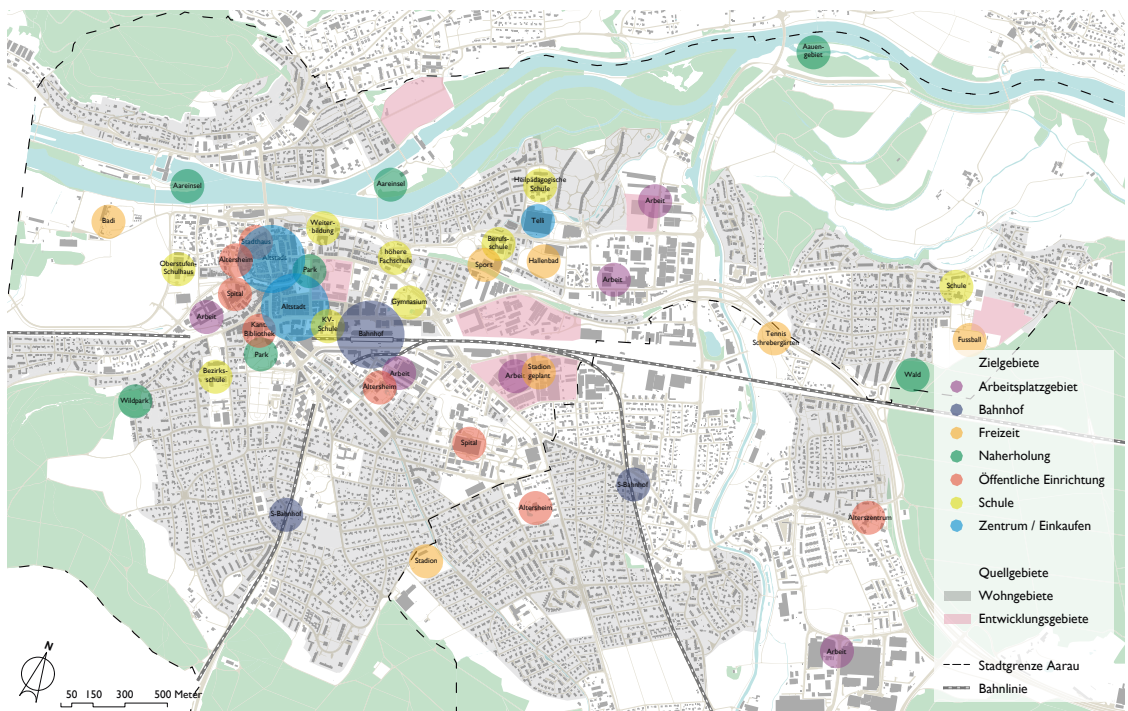 Aauen-
gebiet
Aareinsel
Aareinsel
Heilpädagogische
Schule
Arbeit
Badi
Telli
Weiter-
bildung
Stadthaus
Altstadt
Berufs-
schule
höhere
Fachschule
Altersheim
Oberstufen-
Schulhaus
Park
Sport
Hallenbad
Arbeit
Schule
Spital
Altstadt
Gymnasium
Arbeit
KV-
Schule
Kant.
Bibliothek
Bahnhof
Tennis
Schrebergärten
Fussball
Park
Bezirks-
schule
Arbeit
Altersheim
Arbeit
Stadion
geplant
Wald
Wildpark
Spital
S-Bahnhof
S-Bahnhof
Altersheim
Alterszentrum
Stadion
Arbeit
Zielgebiete
Arbeitsplatzgebiet
Bahnhof
Freizeit
Naherholung
Öffentliche Einrichtung
Schule
Zentrum / Einkaufen
Quellgebiete
Wohngebiete
Entwicklungsgebiete
Stadtgrenze Aarau
Bahnlinie
N
50 150 300 500 Meter